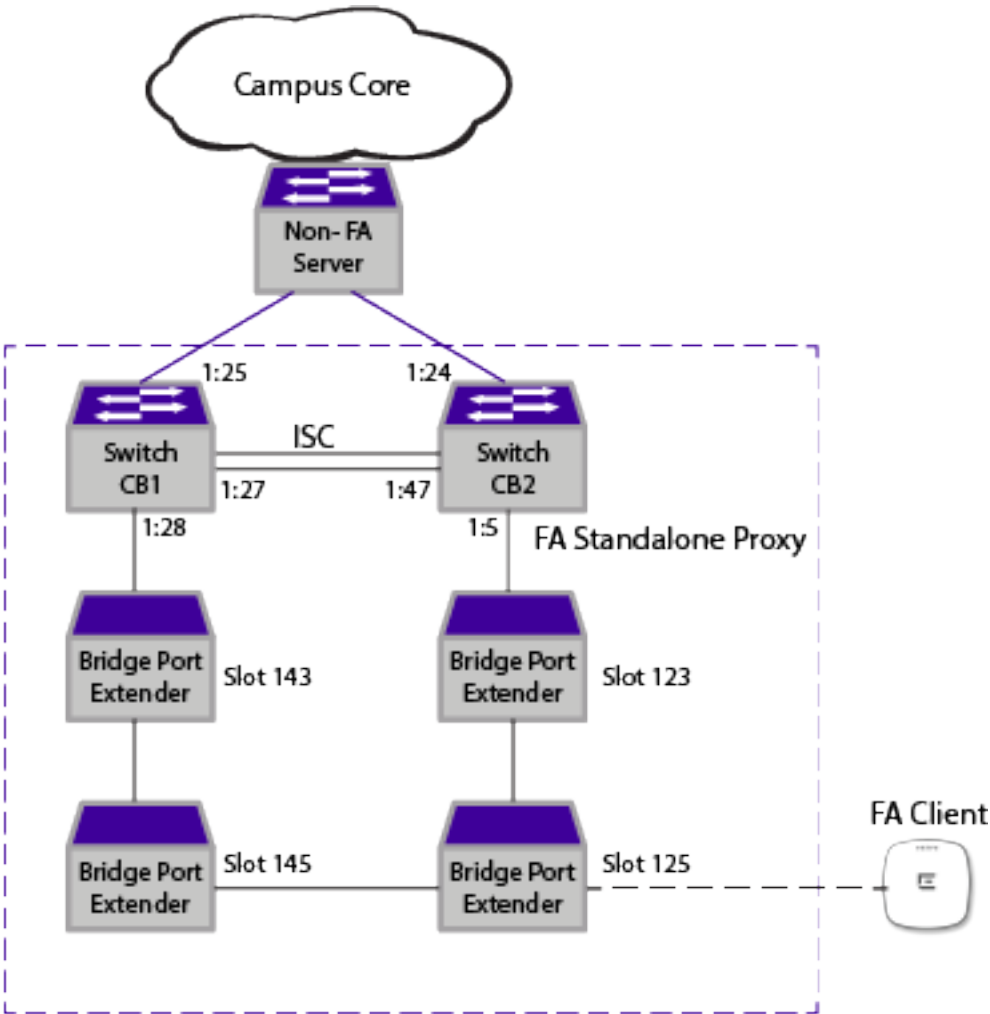 Campus Core
Non- FA
Server
1:25
1:24
Switch
CB1
ISC
Switch
CB2
1:27
1:47
1:28
1:5
FA Standalone Proxy
Bridge Port
Extender
Slot 143
Bridge Port
Extender
Slot 123
FA Client
Bridge Port
Extender
Slot 145
Bridge Port
Extender
Slot 125